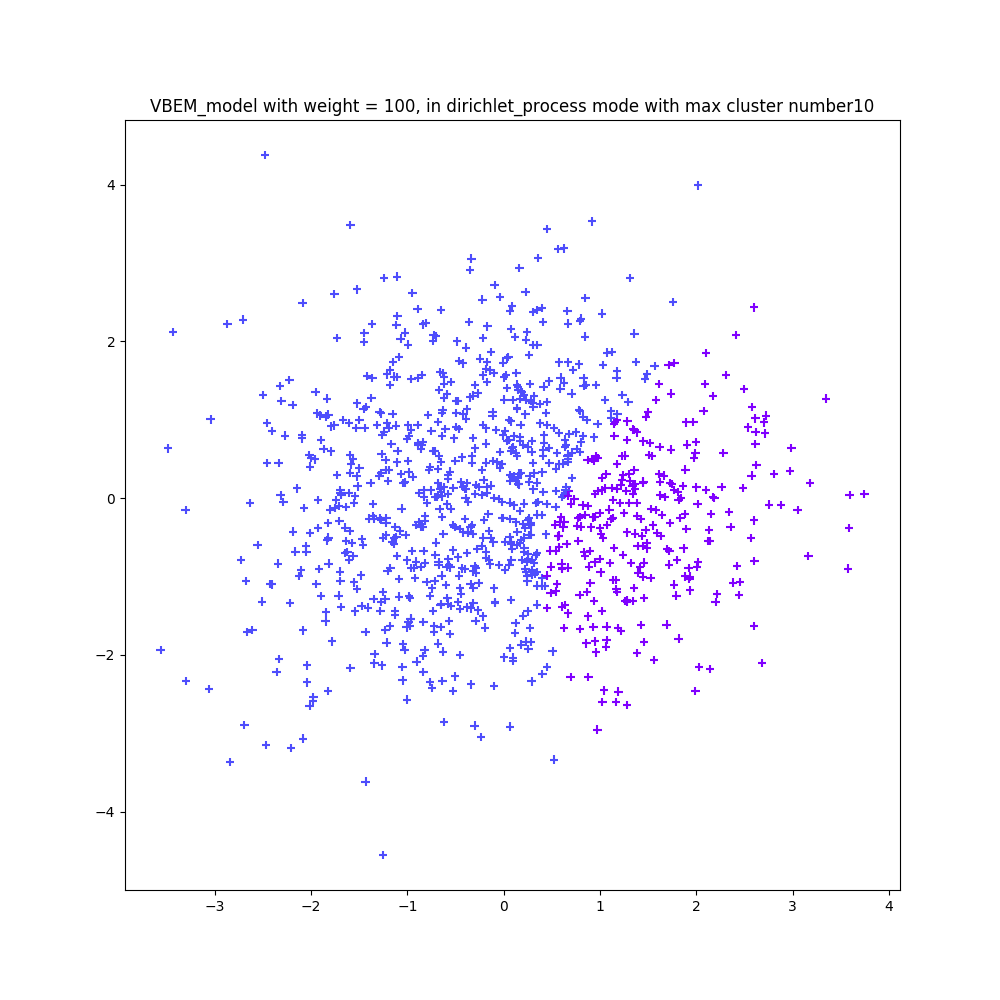 VBEM_model with weight = 100, in dirichlet_process mode with max cluster number10
4
2
0
−2
−4
−3 −2 −1 0 1 2 3 4